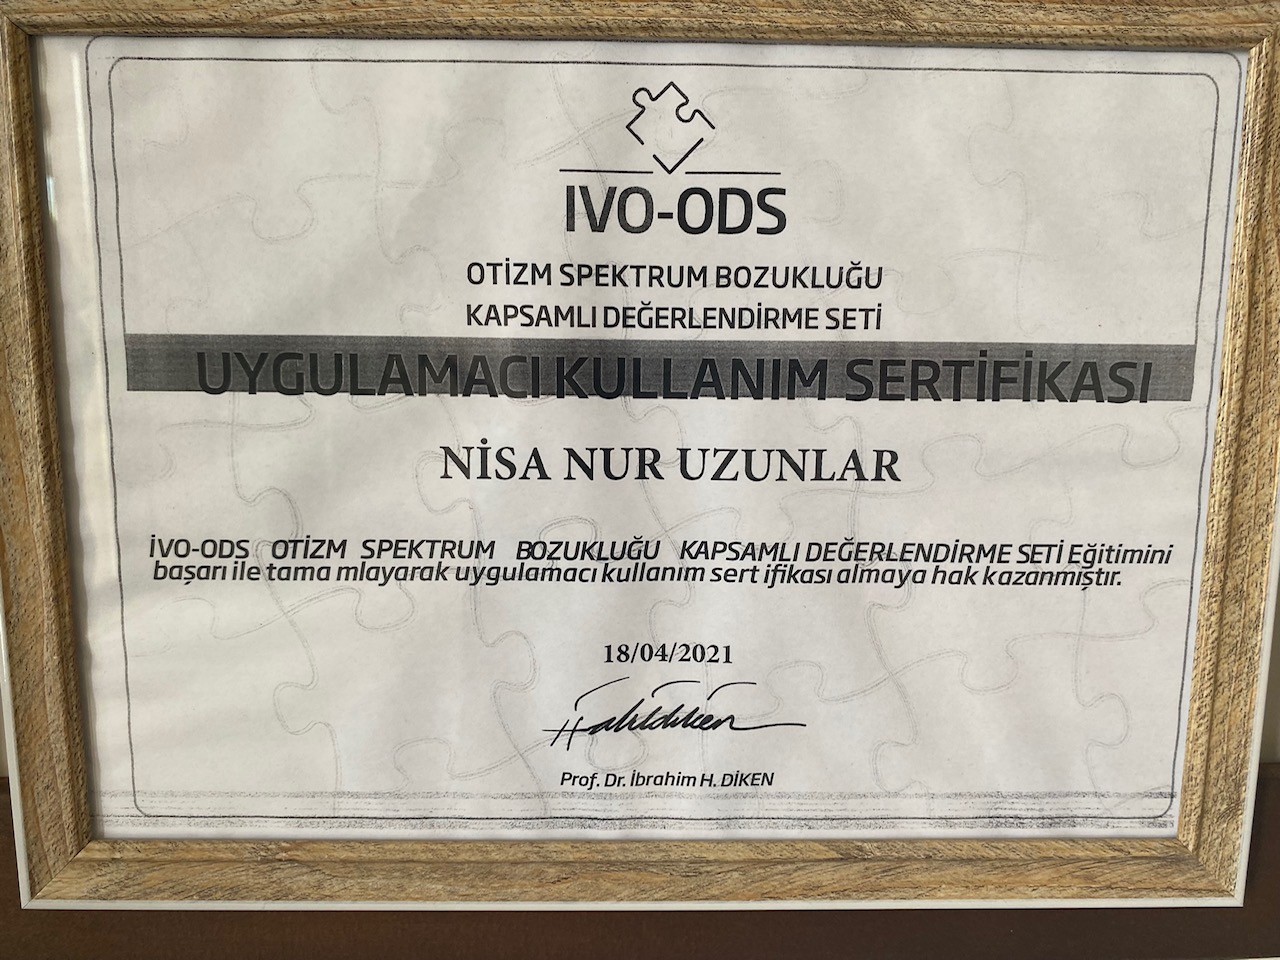 IVO-ODS
OTİZM SPEKTRUM BOZUKLUĞU
KAPSAMLI DEĞERLENDİRME SETİ
UYGULAMACI KULLANIM SERTİFİKASI
NİSA NUR UZUNLAR
İVO-ODS OTİZM SPEKTRUM BOZUKLUĞU KAPSAMLI DEĞERLENDİRME SETİ Eğitimini
başarı ile tama mlayarak uygulamacı kullanım sert ifikası almaya hak kazanmıştır.
18/04/2021
Prof. Dr. İbrahim H. DİKEN